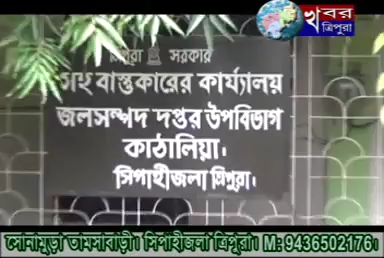 খবর
ত্রিপুরা
ত্রিপুরা সরকার
সহ বাস্তুকারের কার্য্যালয়
জলসম্পদ দপ্তর উপবিভাগ
কাঠালিয়া।
সিপাহীজলা ত্রিপুরা।
সোনামুড়া তামসাবাড়ী। সিপাহীজলা ত্রিপুরা। M: 9436502176।